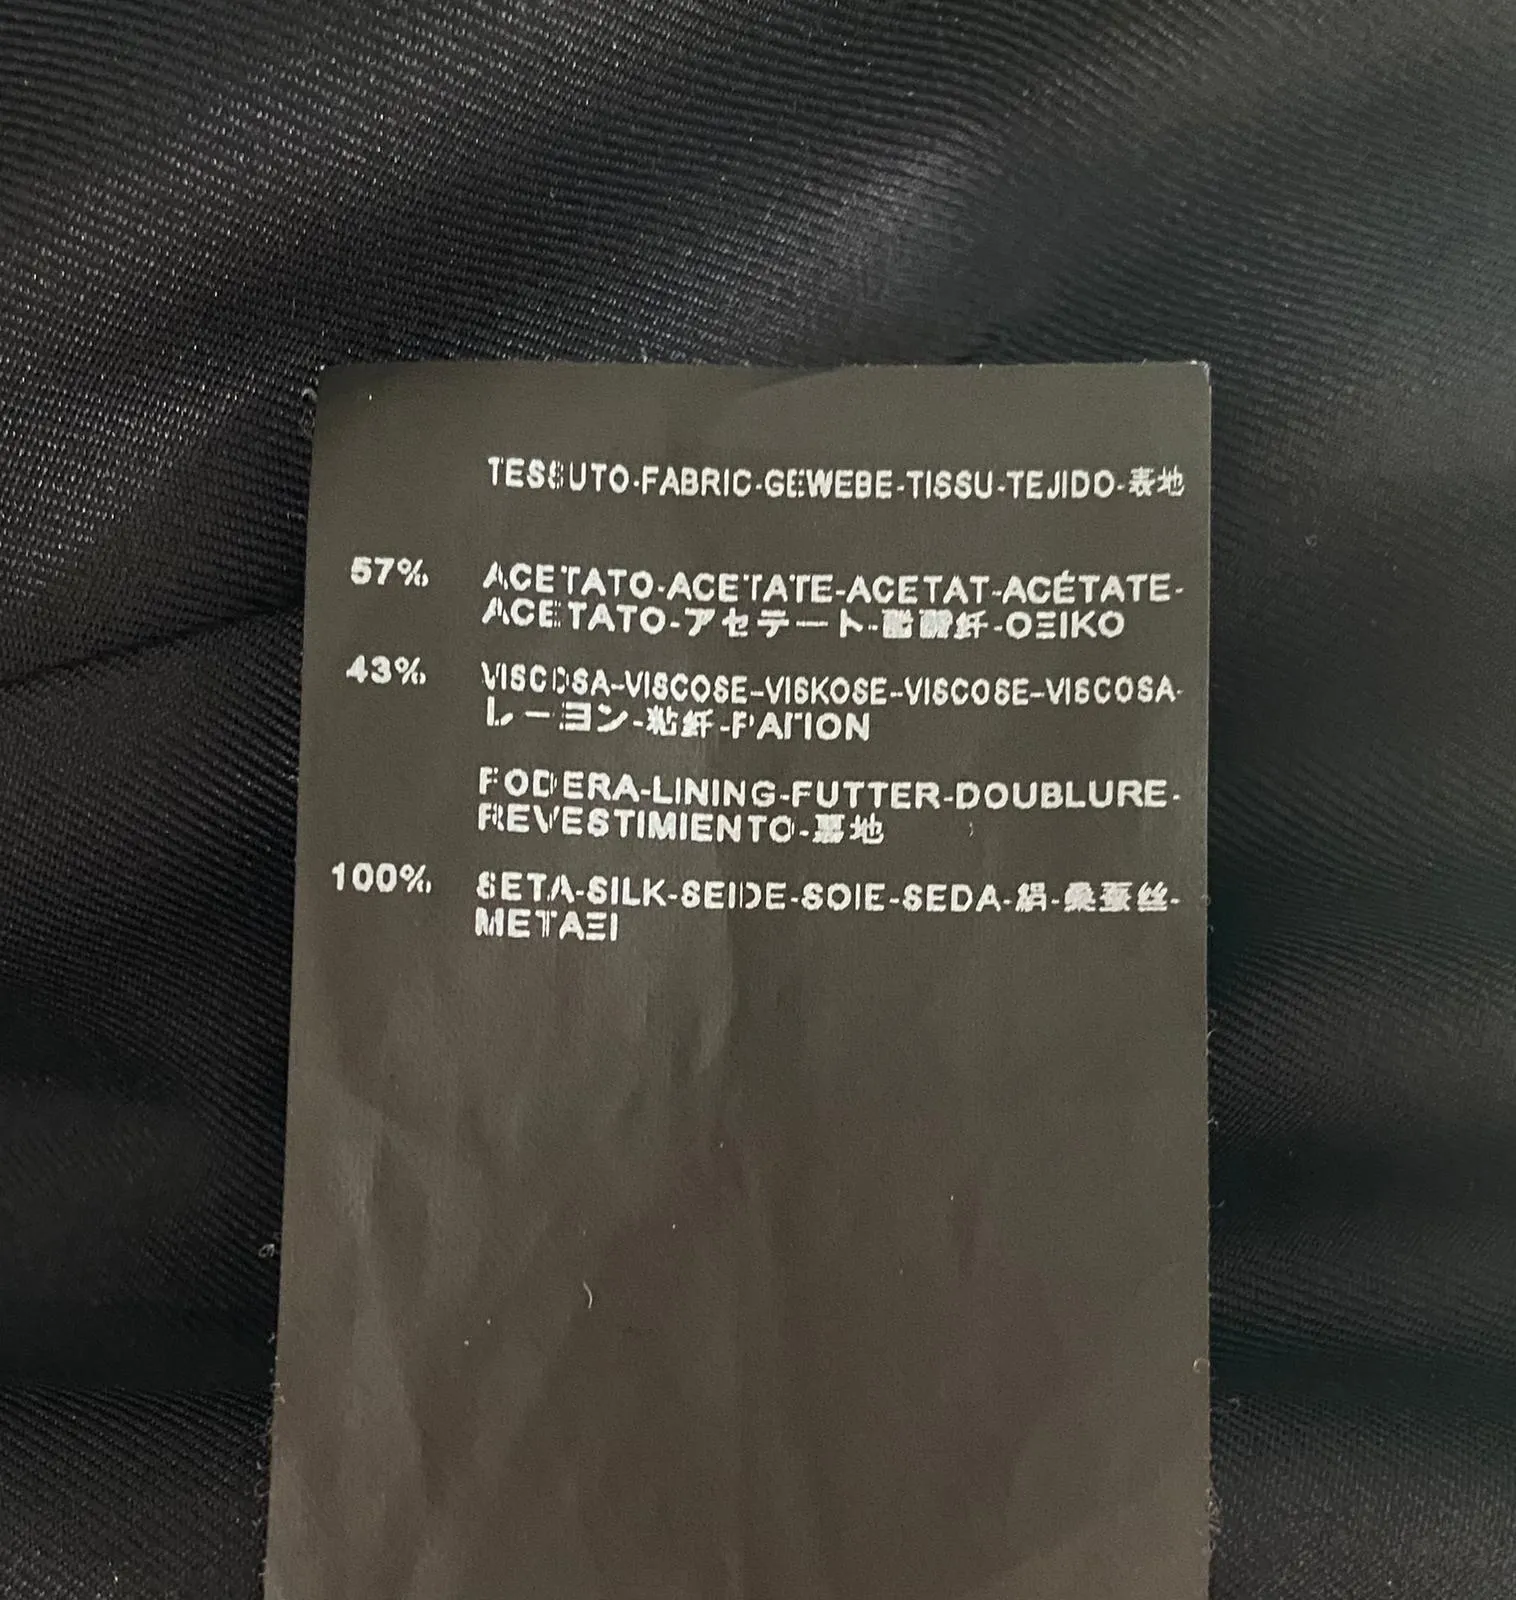 TESSUTO-FABRIC-GEWEBE-TISSU-TEJIDO-表地
57% ACETATO-ACETATE-ACETAT-ACÉTATE-
ACETATO-アセテート-醋酸纤-ΟΞΙΚΟ
43% VISCOSA-VISCOSE-VISKOSE-VISCOSE-VISCOSA-
レーヨン-粘纤-ΡΑΓΙΟΝ
FODERA-LINING-FUTTER-DOUBLURE-
REVESTIMIENTO-裏地
100% SETA-SILK-SEIDE-SOIE-SEDA-絹-桑蚕丝-
ΜΕΤΑΞΙ